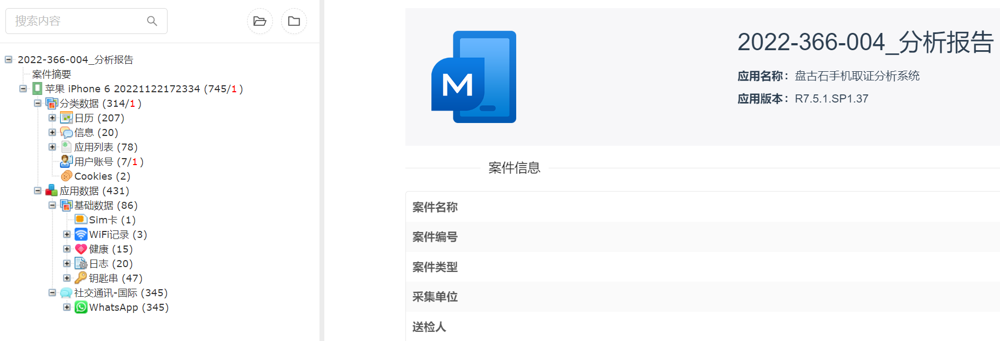 搜索内容
2022-366-004_分析报告
案件摘要
苹果 iPhone 6 20221122172334 (745/1 )
分类数据 (314/1 )
日历 (207)
信息 (20)
应用列表 (78)
用户账号 (7/1 )
Cookies (2)
应用数据 (431)
基础数据 (86)
Sim卡 (1)
WiFi记录 (3)
健康 (15)
日志 (20)
钥匙串 (47)
社交通讯-国际 (345)
WhatsApp (345)
M
2022-366-004_分析报告
应用名称： 盘古石手机取证分析系统
应用版本： R7.5.1.SP1.37
案件信息
案件名称
案件编号
案件类型
采集单位
送检人